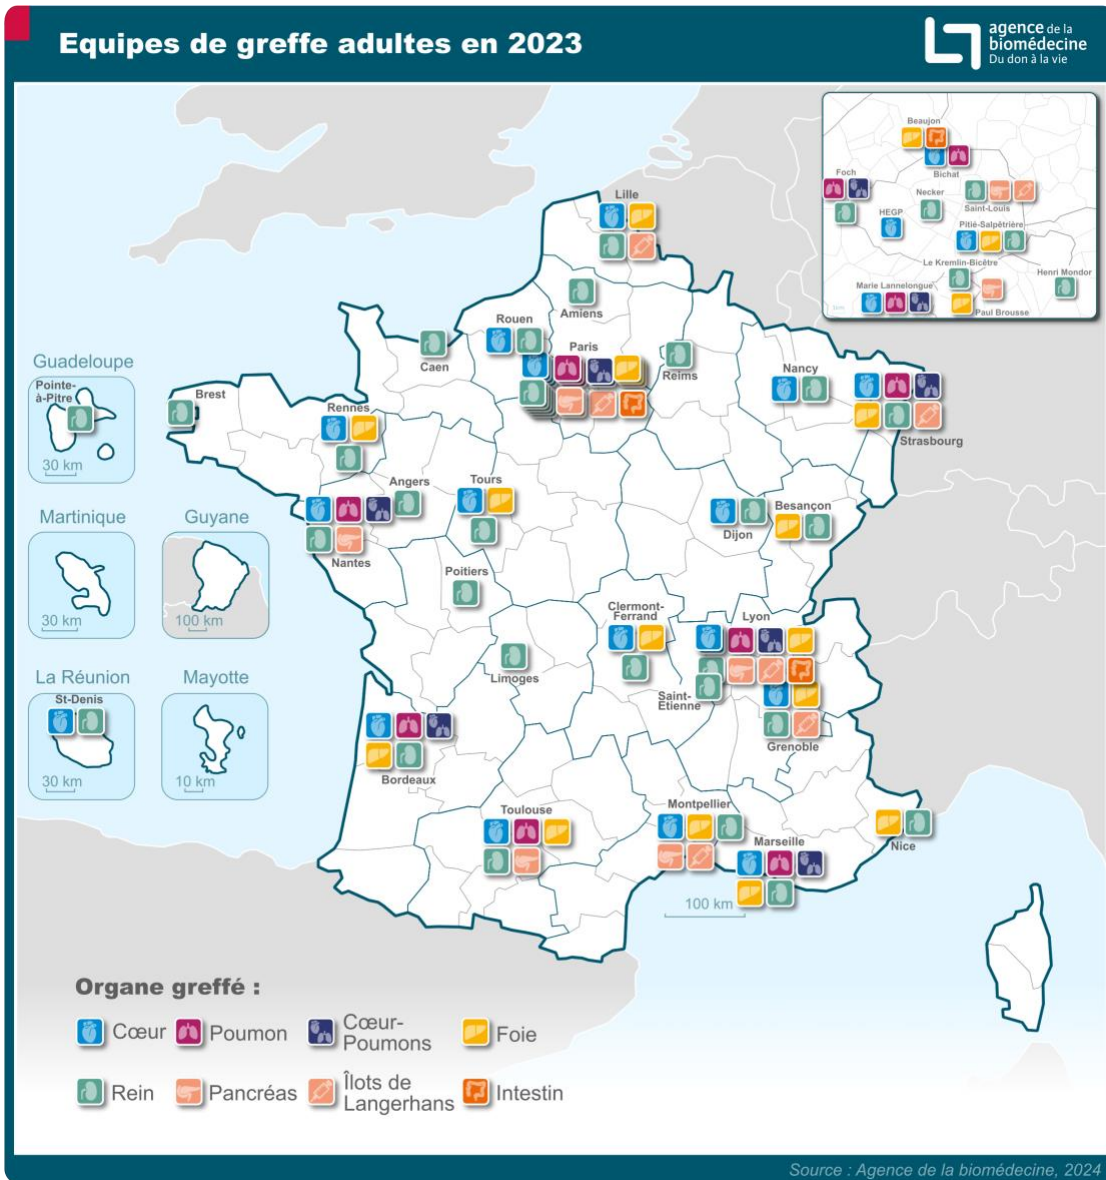 Equipes de greffe adultes en 2023
agence de la
biomédecine
Du don à la vie
Beaujon
Bichat
Foch
Necker
Saint-Louis
HEGP
Pitié-Salpêtrière
Le Kremlin-Bicêtre
Henri Mondor
Marie Lannelongue
Paul Brousse
Lille
Amiens
Rouen
Paris
Caen
Reims
Nancy
Strasbourg
Guadeloupe
Pointe-
à-Pitre
30 km
Brest
Rennes
Angers
Tours
Nantes
Dijon
Besançon
Martinique
30 km
Guyane
100 km
Poitiers
Clermont-
Ferrand
Lyon
Limoges
Saint-
Etienne
Grenoble
La Réunion
St-Denis
30 km
Mayotte
10 km
Bordeaux
Toulouse
Montpellier
Marseille
Nice
100 km
Organe greffé :
Cœur
Poumon
Cœur-
Poumons
Foie
Rein
Pancréas
Îlots de
Langerhans
Intestin
Source : Agence de la biomédecine, 2024